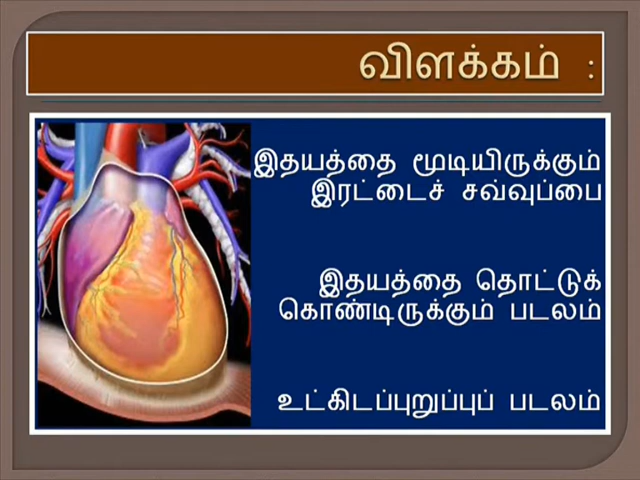 விளக்கம் :
இதயத்தை மூடியிருக்கும்
இரட்டைச் சவ்வுப்பை
இதயத்தை தொட்டுக்
கொண்டிருக்கும் படலம்
உட்கிடப்புறுப்புப் படலம்